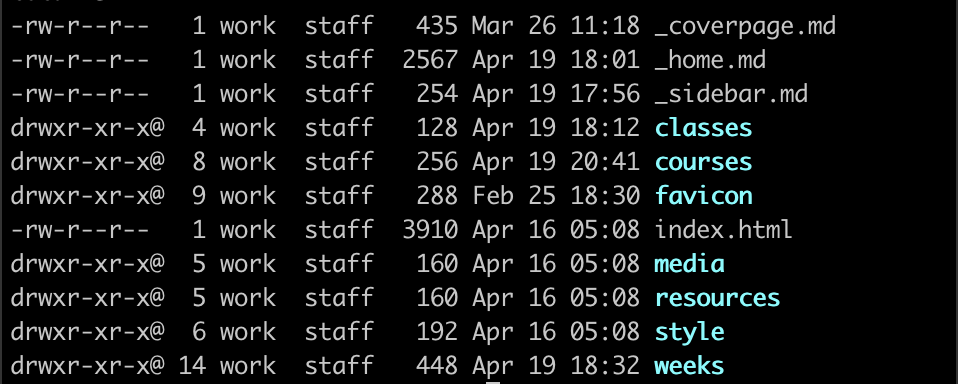 -rw-r--r-- 1 work staff 435 Mar 26 11:18 _coverpage.md
-rw-r--r-- 1 work staff 2567 Apr 19 18:01 _home.md
-rw-r--r-- 1 work staff 254 Apr 19 17:56 _sidebar.md
drwxr-xr-x@ 4 work staff 128 Apr 19 18:12 classes
drwxr-xr-x@ 8 work staff 256 Apr 19 20:41 courses
drwxr-xr-x@ 9 work staff 288 Feb 25 18:30 favicon
-rw-r--r-- 1 work staff 3910 Apr 16 05:08 index.html
drwxr-xr-x@ 5 work staff 160 Apr 16 05:08 media
drwxr-xr-x@ 5 work staff 160 Apr 16 05:08 resources
drwxr-xr-x@ 6 work staff 192 Apr 16 05:08 style
drwxr-xr-x@ 14 work staff 448 Apr 19 18:32 weeks